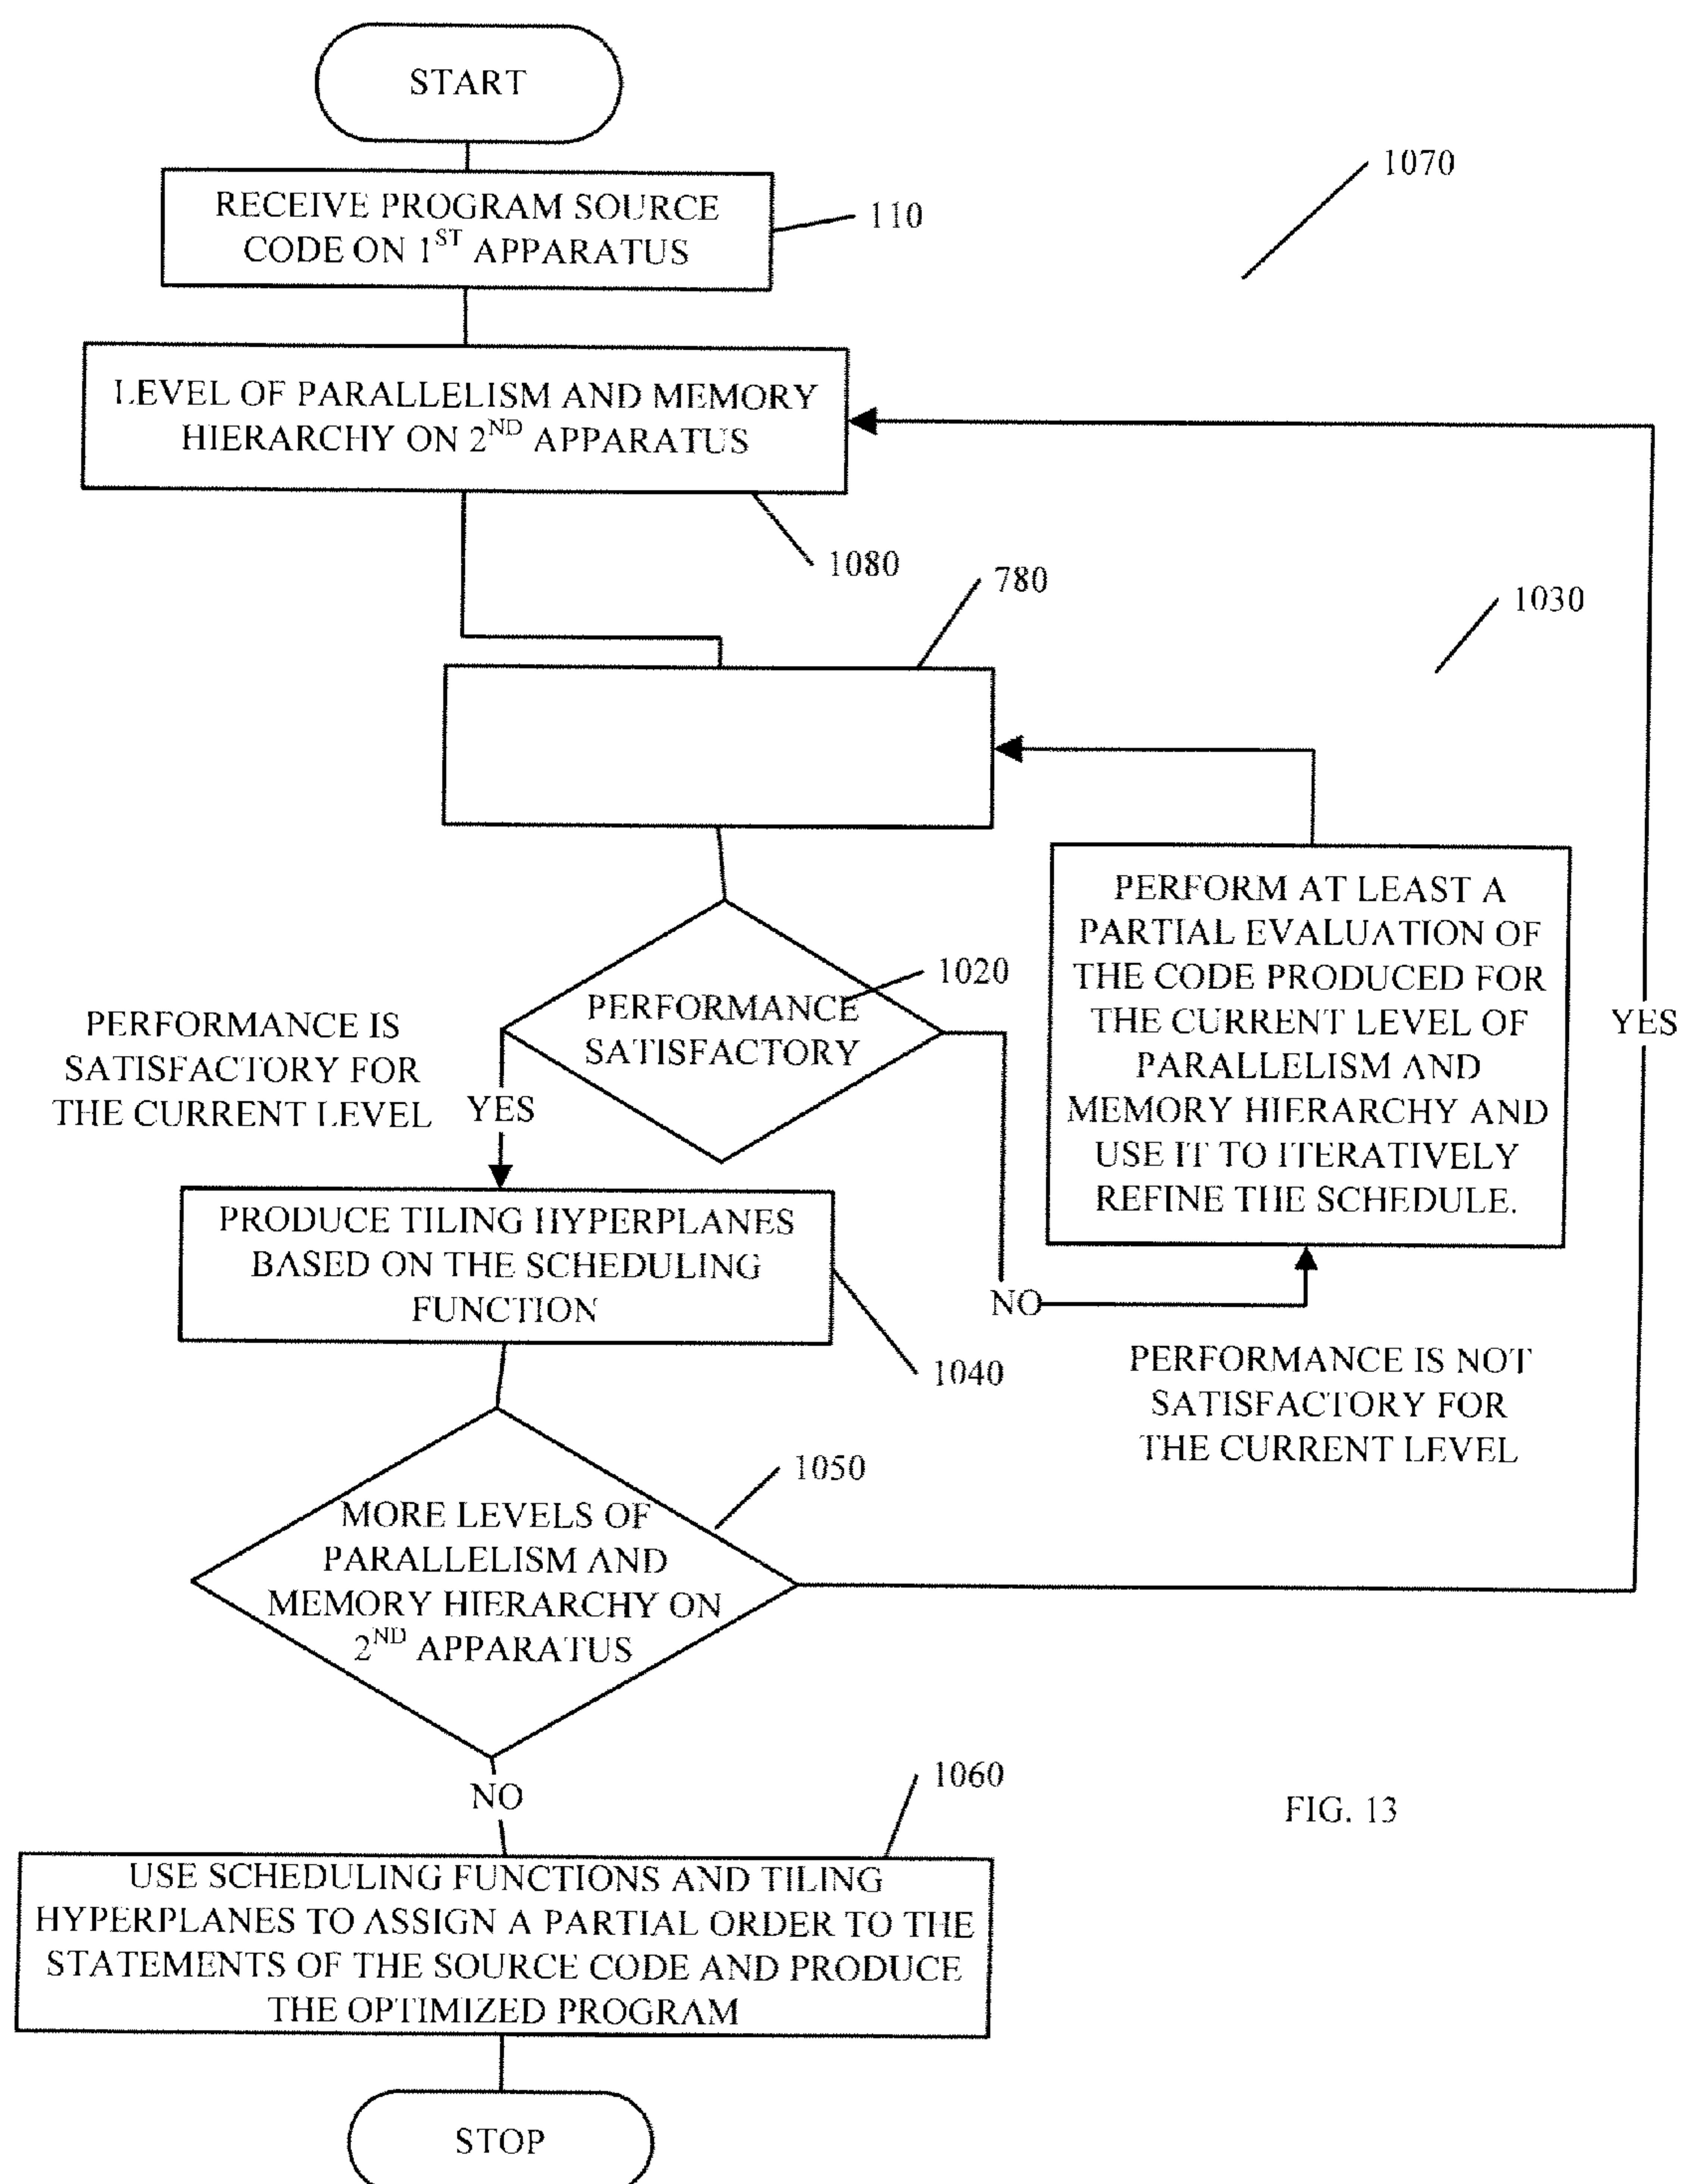 START
1070
RECEIVE PROGRAM SOURCE
CODE ON 1ST APPARATUS
110
LEVEL OF PARALLELISM AND MEMORY
HIERARCHY ON 2ND APPARATUS
1080
780
1030
PERFORM AT LEAST A
PARTIAL EVALUATION OF
THE CODE PRODUCED FOR
THE CURRENT LEVEL OF
PARALLELISM AND
MEMORY HIERARCHY AND
USE IT TO ITERATIVELY
REFINE THE SCHEDULE.
1020
PERFORMANCE
SATISFACTORY
YES
PERFORMANCE IS
SATISFACTORY FOR
THE CURRENT LEVEL
YES
PRODUCE TILING HYPERPLANES
BASED ON THE SCHEDULING
FUNCTION
NO
1040
PERFORMANCE IS NOT
SATISFACTORY FOR
THE CURRENT LEVEL
1050
MORE LEVELS OF
PARALLELISM AND
MEMORY HIERARCHY ON
2ND APPARATUS
NO
1060
FIG. 13
USE SCHEDULING FUNCTIONS AND TILING
HYPERPLANES TO ASSIGN A PARTIAL ORDER TO THE
STATEMENTS OF THE SOURCE CODE AND PRODUCE
THE OPTIMIZED PROGRAM
STOP